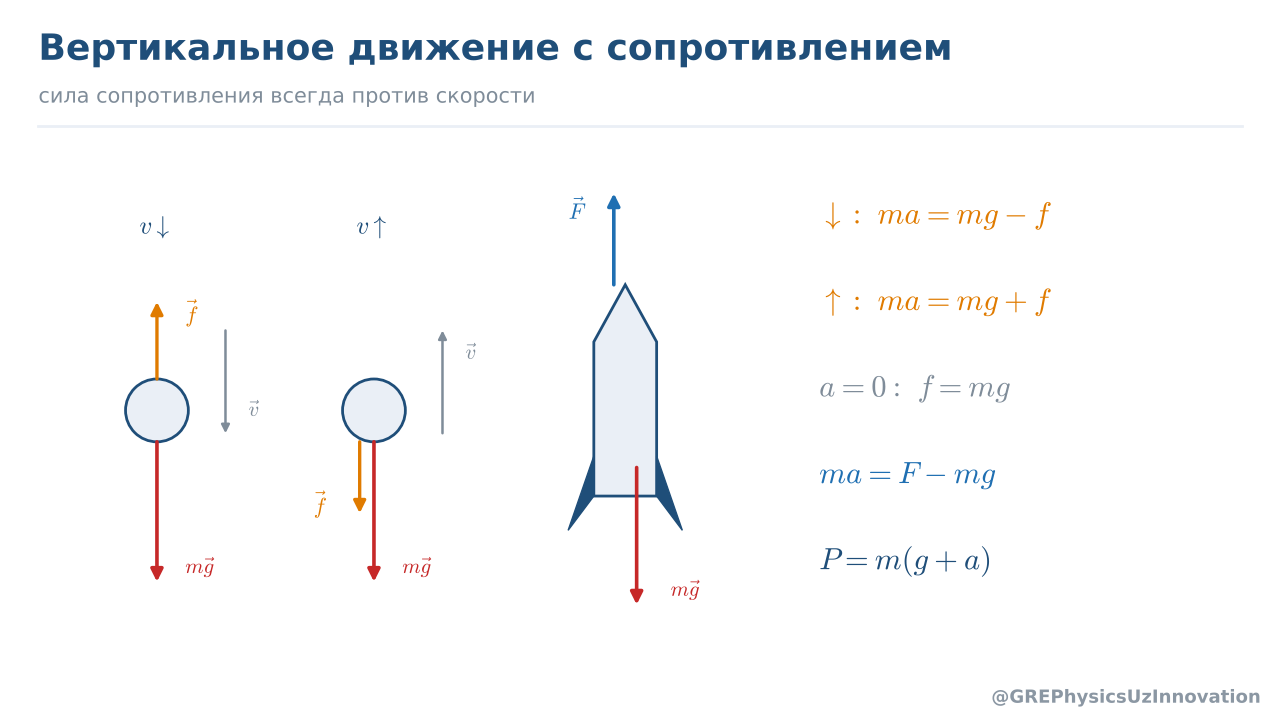 Вертикальное движение с сопротивлением
сила сопротивления всегда против скорости
v↓
v↑
F⃗
↓ : ma = mg − f
f⃗
v⃗
↑ : ma = mg + f
v⃗
a = 0 : f = mg
f⃗
ma = F − mg
mg⃗
mg⃗
mg⃗
P = m(g + a)
@GREPhysicsUzInnovation